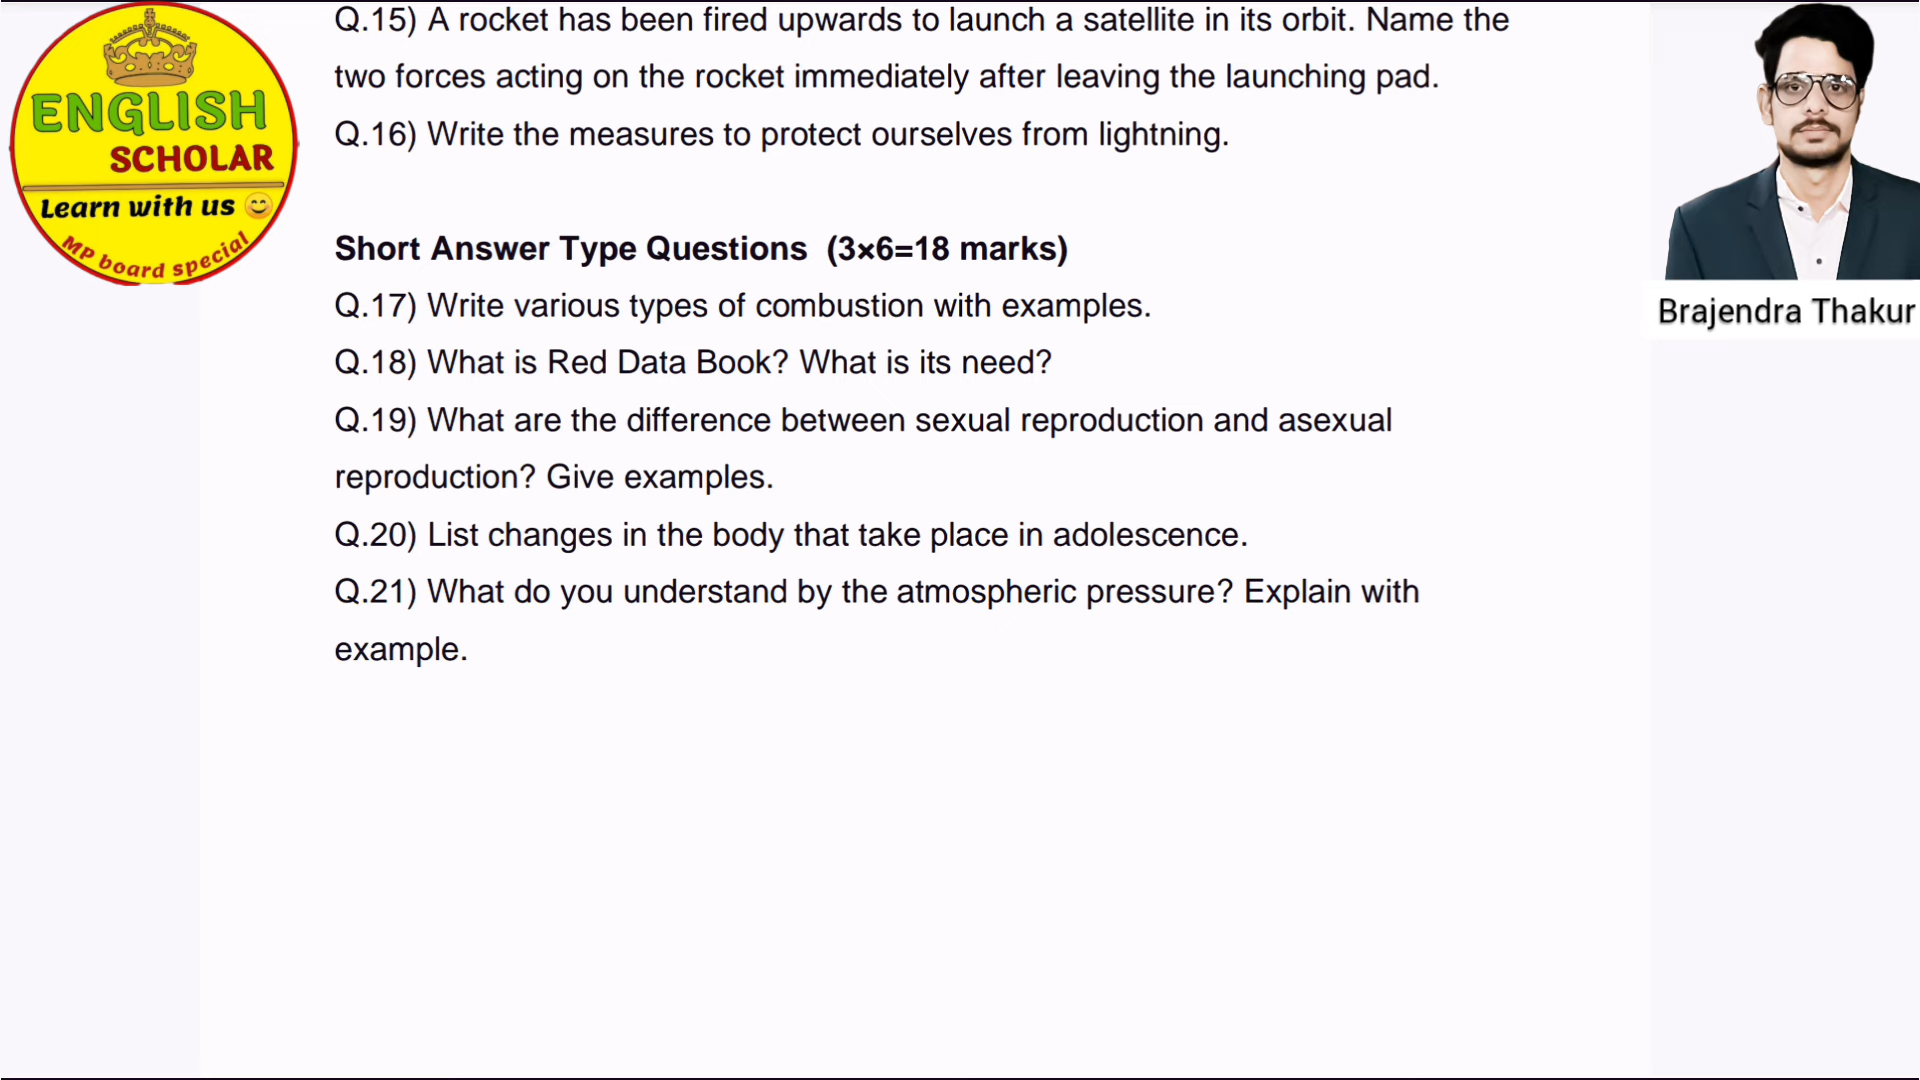 Q.15) A rocket has been fired upwards to launch a satellite in its orbit. Name the
two forces acting on the rocket immediately after leaving the launching pad.
Q.16) Write the measures to protect ourselves from lightning.
ENGLISH
SCHOLAR
Learn with us 😊
MP board special
Short Answer Type Questions (3×6=18 marks)
Q.17) Write various types of combustion with examples.
Q.18) What is Red Data Book? What is its need?
Q.19) What are the difference between sexual reproduction and asexual
reproduction? Give examples.
Q.20) List changes in the body that take place in adolescence.
Q.21) What do you understand by the atmospheric pressure? Explain with
example.
Brajendra Thakur